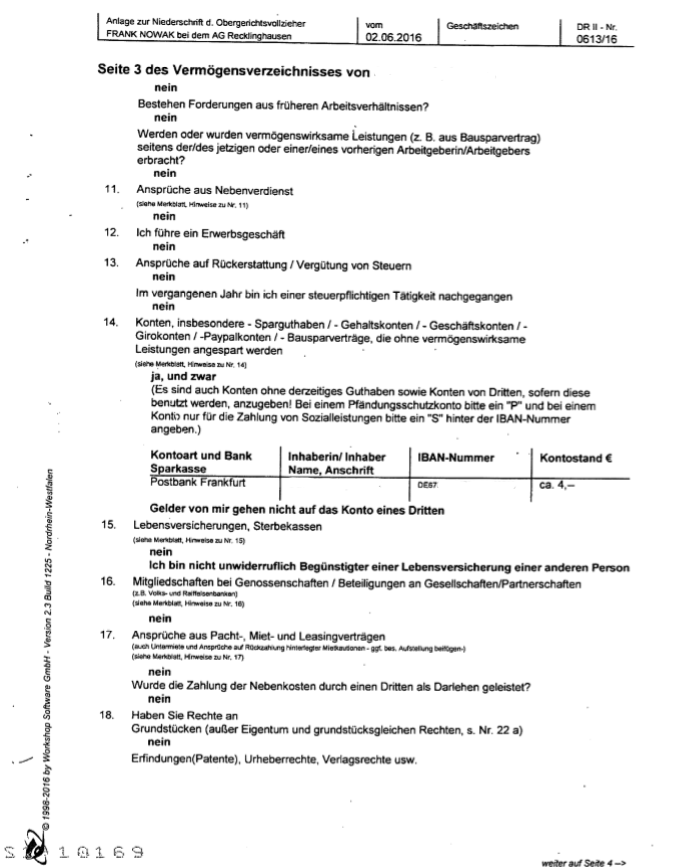 Anlage zur Niederschrift d. Obergerichtsvollzieher
FRANK NOWAK bei dem AG Recklinghausen
vom
02.06.2016
Geschäftszeichen
DR II - Nr.
0613/16
Seite 3 des Vermögensverzeichnisses von
nein
Bestehen Forderungen aus früheren Arbeitsverhältnissen?
nein
Werden oder wurden vermögenswirksame Leistungen (z. B. aus Bausparvertrag)
seitens der/des jetzigen oder einer/eines vorherigen Arbeitgeberin/Arbeitgebers
erbracht?
nein
11. Ansprüche aus Nebenverdienst
(siehe Merkblatt, Hinweise zu Nr. 11)
nein
12. Ich führe ein Erwerbsgeschäft
nein
13. Ansprüche auf Rückerstattung / Vergütung von Steuern
nein
Im vergangenen Jahr bin ich einer steuerpflichtigen Tätigkeit nachgegangen
nein
14. Konten, insbesondere - Sparguthaben / - Gehaltskonten / - Geschäftskonten / -
Girokonten / -Paypalkonten / - Bausparverträge, die ohne vermögenswirksame
Leistungen angespart werden
(siehe Merkblatt, Hinweise zu Nr. 14)
ja, und zwar
(Es sind auch Konten ohne derzeitiges Guthaben sowie Konten von Dritten, sofern diese
benutzt werden, anzugeben! Bei einem Pfändungsschutzkonto bitte ein "P" und bei einem
Konto nur für die Zahlung von Sozialleistungen bitte ein "S" hinter der IBAN-Nummer
angeben.)
Kontoart und Bank Inhaberin/ Inhaber IBAN-Nummer Kontostand €
Sparkasse Name, Anschrift
Postbank Frankfurt DE87 ca. 4,--
Gelder von mir gehen nicht auf das Konto eines Dritten
15. Lebensversicherungen, Sterbekassen
(siehe Merkblatt, Hinweise zu Nr. 15)
nein
Ich bin nicht unwiderruflich Begünstigter einer Lebensversicherung einer anderen Person
16. Mitgliedschaften bei Genossenschaften / Beteiligungen an Gesellschaften/Partnerschaften
(z.B. Volks- und Raiffeisenbanken)
(siehe Merkblatt, Hinweise zu Nr. 16)
nein
17. Ansprüche aus Pacht-, Miet- und Leasingverträgen
(auch Untermiete und Ansprüche auf Rückzahlung hinterlegter Mietkautionen - ggf. bes. Aufstellung beifügen-)
(siehe Merkblatt, Hinweise zu Nr. 17)
nein
Wurde die Zahlung der Nebenkosten durch einen Dritten als Darlehen geleistet?
nein
18. Haben Sie Rechte an
Grundstücken (außer Eigentum und grundstücksgleichen Rechten, s. Nr. 22 a)
nein
Erfindungen(Patente), Urheberrechte, Verlagsrechte usw.
© 1998-2016 by Workshop Software GmbH - Version 2.3 Build 1225 - Nordrhein-Westfalen
10169
weiter auf Seite 4 -->